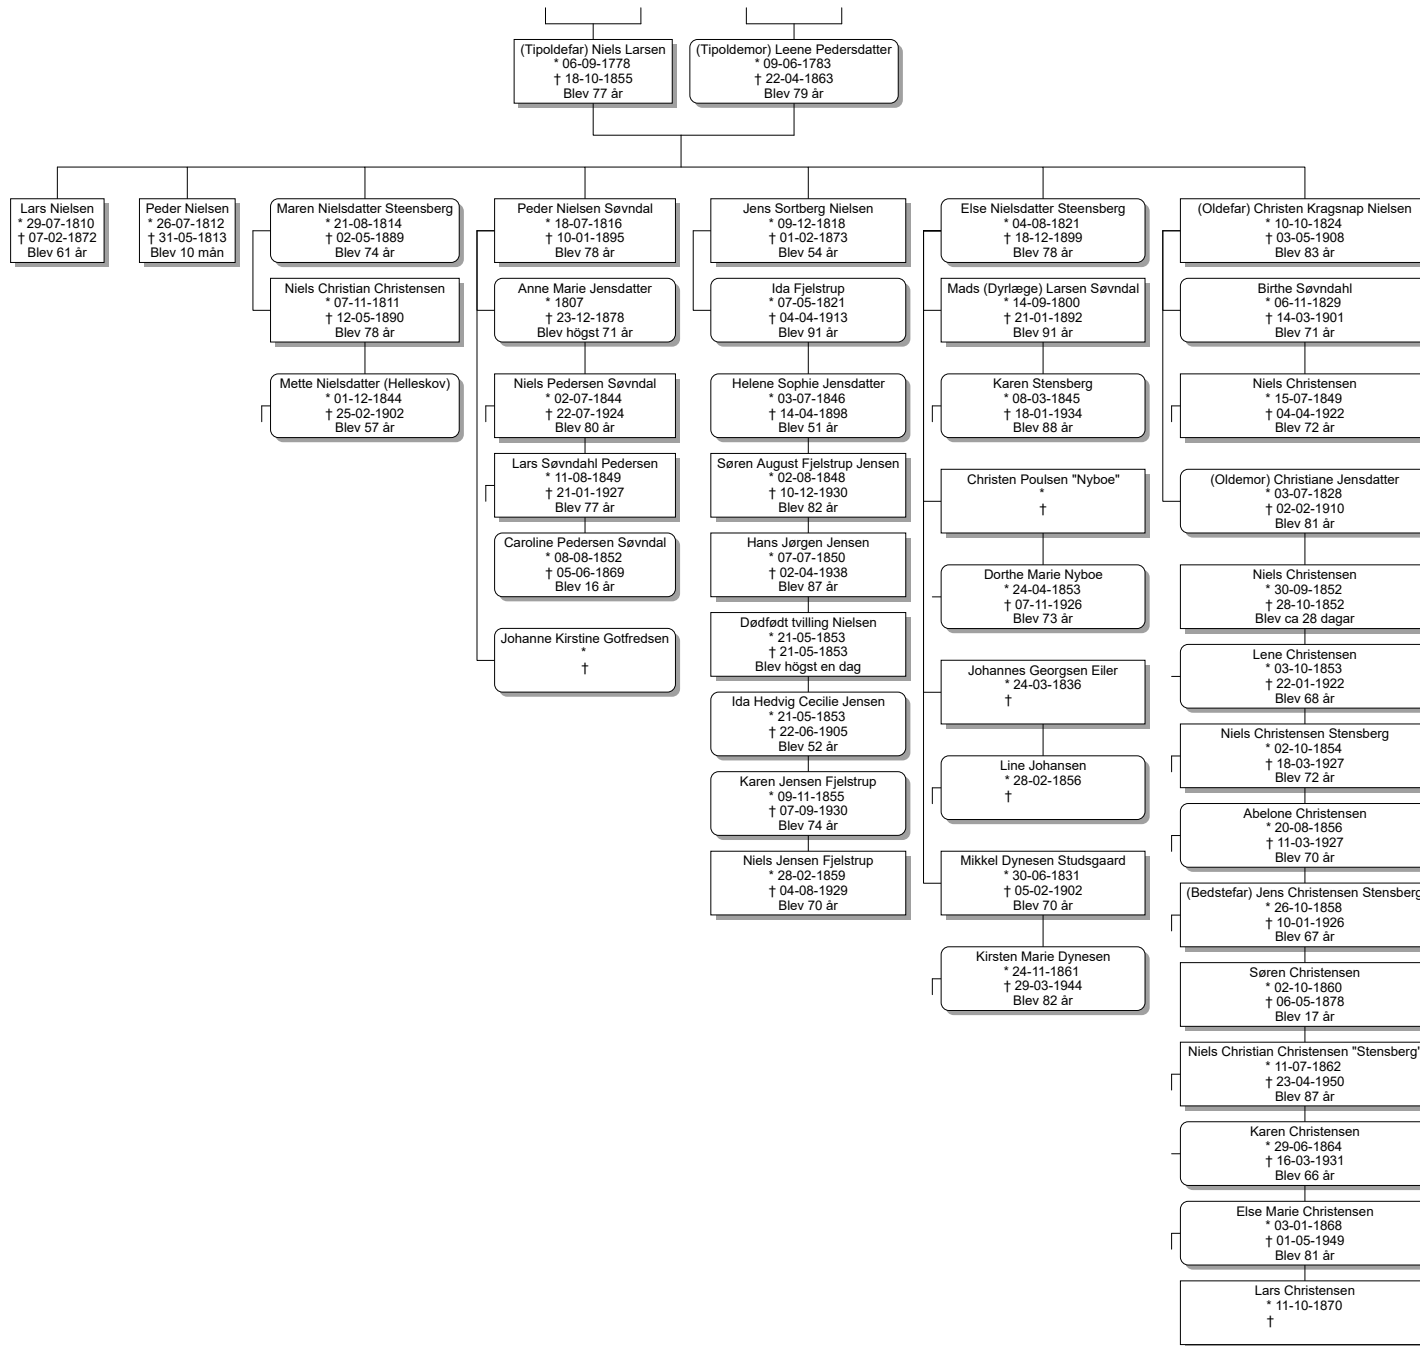 (Tipoldefar) Niels Larsen
* 06-09-1778
† 18-10-1855
Blev 77 år
(Tipoldemor) Leene Pedersdatter
* 09-06-1783
† 22-04-1863
Blev 79 år
Lars Nielsen
* 29-07-1810
† 07-02-1872
Blev 61 år
Peder Nielsen
* 26-07-1812
† 31-05-1813
Blev 10 mån
Maren Nielsdatter Steensberg
* 21-08-1814
† 02-05-1889
Blev 74 år
Niels Christian Christensen
* 07-11-1811
† 12-05-1890
Blev 78 år
Mette Nielsdatter (Helleskov)
* 01-12-1844
† 25-02-1902
Blev 57 år
Peder Nielsen Søvndal
* 18-07-1816
† 10-01-1895
Blev 78 år
Anne Marie Jensdatter
* 1807
† 23-12-1878
Blev högst 71 år
Niels Pedersen Søvndal
* 02-07-1844
† 22-07-1924
Blev 80 år
Lars Søvndahl Pedersen
* 11-08-1849
† 21-01-1927
Blev 77 år
Caroline Pedersen Søvndal
* 08-08-1852
† 05-06-1869
Blev 16 år
Johanne Kirstine Gotfredsen
*
†
Jens Sortberg Nielsen
* 09-12-1818
† 01-02-1873
Blev 54 år
Ida Fjelstrup
* 07-05-1821
† 04-04-1913
Blev 91 år
Helene Sophie Jensdatter
* 03-07-1846
† 14-04-1898
Blev 51 år
Søren August Fjelstrup Jensen
* 02-08-1848
† 10-12-1930
Blev 82 år
Hans Jørgen Jensen
* 07-07-1850
† 02-04-1938
Blev 87 år
Dødfødt tvilling Nielsen
* 21-05-1853
† 21-05-1853
Blev högst en dag
Ida Hedvig Cecilie Jensen
* 21-05-1853
† 22-06-1905
Blev 52 år
Karen Jensen Fjelstrup
* 09-11-1855
† 07-09-1930
Blev 74 år
Niels Jensen Fjelstrup
* 28-02-1859
† 04-08-1929
Blev 70 år
Else Nielsdatter Steensberg
* 04-08-1821
† 18-12-1899
Blev 78 år
Mads (Dyrlæge) Larsen Søvndal
* 14-09-1800
† 21-01-1892
Blev 91 år
Karen Stensberg
* 08-03-1845
† 18-01-1934
Blev 88 år
Christen Poulsen "Nyboe"
*
†
Dorthe Marie Nyboe
* 24-04-1853
† 07-11-1926
Blev 73 år
Johannes Georgsen Eiler
* 24-03-1836
†
Line Johansen
* 28-02-1856
†
Mikkel Dynesen Studsgaard
* 30-06-1831
† 05-02-1902
Blev 70 år
Kirsten Marie Dynesen
* 24-11-1861
† 29-03-1944
Blev 82 år
(Oldefar) Christen Kragsnap Nielsen
* 10-10-1824
† 03-05-1908
Blev 83 år
Birthe Søvndahl
* 06-11-1829
† 14-03-1901
Blev 71 år
Niels Christensen
* 15-07-1849
† 04-04-1922
Blev 72 år
(Oldemor) Christiane Jensdatter
* 03-07-1828
† 02-02-1910
Blev 81 år
Niels Christensen
* 30-09-1852
† 28-10-1852
Blev ca 28 dagar
Lene Christensen
* 03-10-1853
† 22-01-1922
Blev 68 år
Niels Christensen Stensberg
* 02-10-1854
† 18-03-1927
Blev 72 år
Abelone Christensen
* 20-08-1856
† 11-03-1927
Blev 70 år
(Bedstefar) Jens Christensen Stensberg
* 26-10-1858
† 10-01-1926
Blev 67 år
Søren Christensen
* 02-10-1860
† 06-05-1878
Blev 17 år
Niels Christian Christensen "Stensberg"
* 11-07-1862
† 23-04-1950
Blev 87 år
Karen Christensen
* 29-06-1864
† 16-03-1931
Blev 66 år
Else Marie Christensen
* 03-01-1868
† 01-05-1949
Blev 81 år
Lars Christensen
* 11-10-1870
†